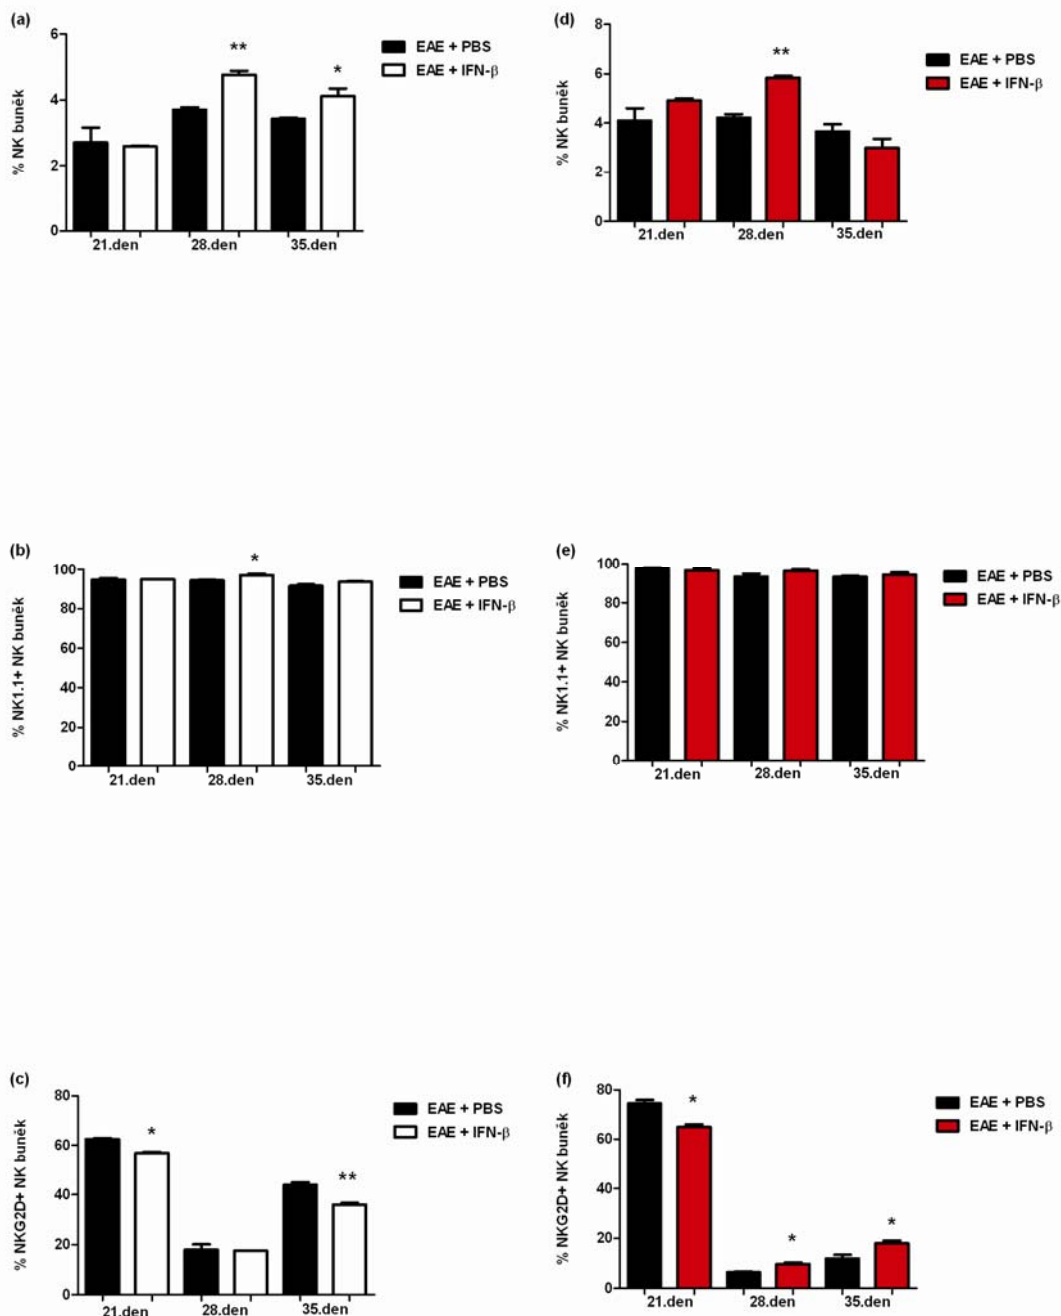 (a)
% NK buněk
6
4
2
0
**
*
21.den 28.den 35.den
EAE + PBS
EAE + IFN-β
(d)
% NK buněk
8
6
4
2
0
**
21.den 28.den 35.den
EAE + PBS
EAE + IFN-β
(b)
% NK1.1+ NK buněk
100
80
60
40
20
0
*
21.den 28.den 35.den
EAE + PBS
EAE + IFN-β
(e)
% NK1.1+ NK buněk
100
80
60
40
20
0
21.den 28.den 35.den
EAE + PBS
EAE + IFN-β
(c)
% NKG2D+ NK buněk
80
60
40
20
0
*
**
21.den 28.den 35.den
EAE + PBS
EAE + IFN-β
(f)
% NKG2D+ NK buněk
80
60
40
20
0
*
*
*
21.den 28.den 35.den
EAE + PBS
EAE + IFN-β